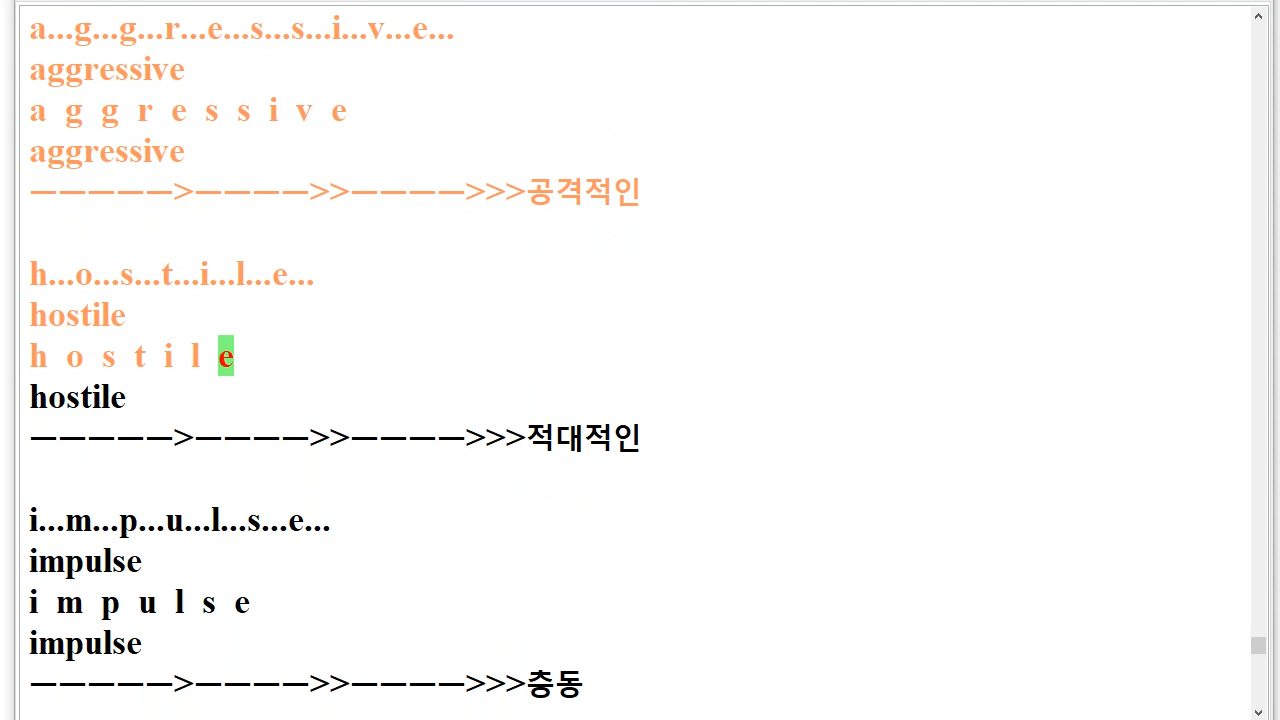 a...g...g...r...e...s...s...i...v...e...
aggressive
a g g r e s s i v e
aggressive
—————>————>>————>>>공격적인
h...o...s...t...i...l...e...
hostile
h o s t i l e
hostile
—————>————>>————>>>적대적인
i...m...p...u...l...s...e...
impulse
i m p u l s e
impulse
—————>————>>————>>>충동